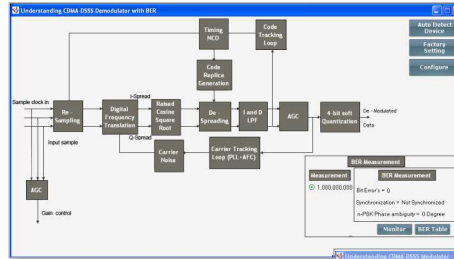 Understanding CDMA-DSSS Demodulator with BER
Timing
NCO
Code
Tracking
Loop
Auto Detect
Device
Factory
Setting
Configure
Code
Replica
Generation
Sample clock in
I-Spread
Re -
Sampling
Digital
Frequency
Translation
Raised
Cosine
Square
Root
De -
Spreading
I and D
LPF
AGC
4-bit soft
Quantization
De - Modulated
Data
Input sample
Q-Spread
Carrier
Noise
Carrier Tracking
Loop (PLL -AFC)
AGC
Gain control
BER Measurement
Measurement
1,000,000,000
BER Measurement
Bit Error's = 0
Synchronization = Not Synchronized
n-PSK Phase ambiguity = 0 Degree
Monitor
BER Table
Understanding CDMA-DSSS Modulator